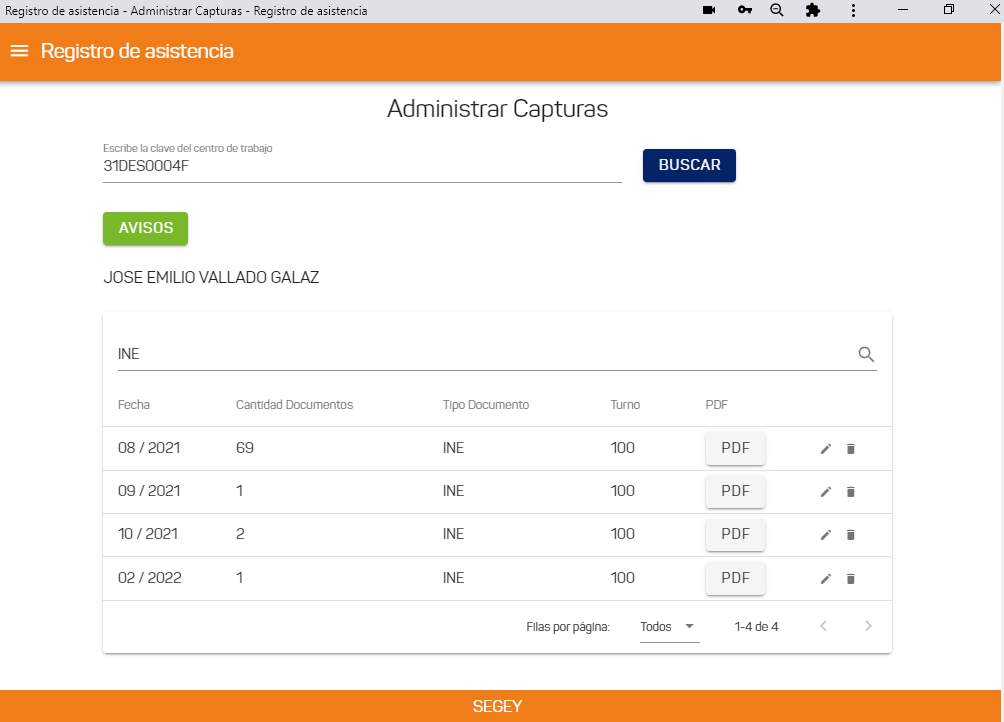 Registro de asistencia - Administrar Capturas - Registro de asistencia
Registro de asistencia
Administrar Capturas
Escribe la clave del centro de trabajo
31DES0004F
BUSCAR
AVISOS
JOSE EMILIO VALLADO GALAZ
INE
Fecha Cantidad Documentos Tipo Documento Turno PDF
08 / 2021 69 INE 100 PDF
09 / 2021 1 INE 100 PDF
10 / 2021 2 INE 100 PDF
02 / 2022 1 INE 100 PDF
Filas por página: Todos 1-4 de 4
SEGEY